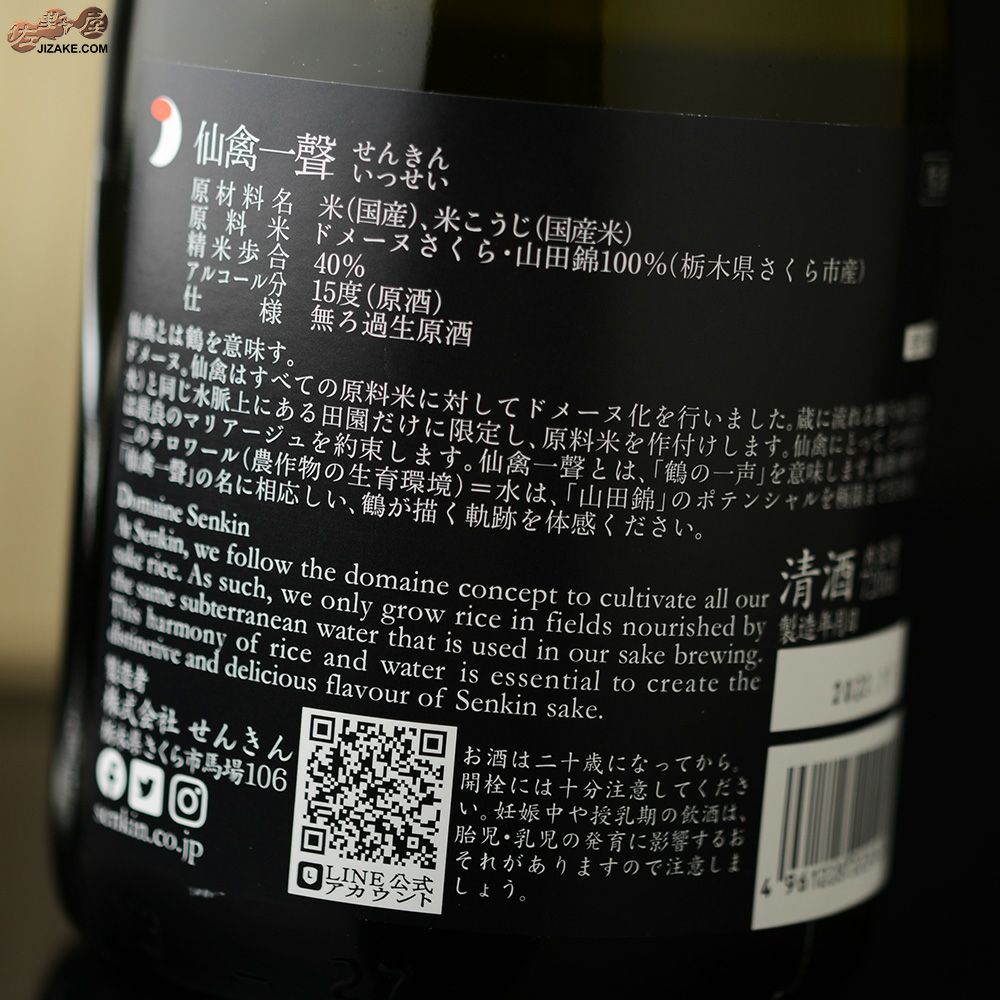 佐野屋
JIZAKE.COM
仙禽一聲 せんきん いっせい
原材料名 米(国産)、米こうじ(国産米)
原料米 ドメーヌさくら・山田錦100%(栃木県さくら市産)
精米歩合 40%
アルコール分 15度(原酒)
仕様 無ろ過生原酒
仙禽とは鶴を意味す。
ドメーヌ。仙禽はすべての原料米に対してドメーヌ化を行いました。蔵に流れる
水)と同じ水脈上にある田園だけに限定し、原料米を作付けします。仙禽にとって、
は最良のマリアージュを約束します。仙禽一聲とは、「鶴の一声」を意味します。
二のテロワール(農作物の生育環境)=水は、「山田錦」のポテンシャルを
「仙禽一聲」の名に相応しい、鶴が描く軌跡を体感ください。
Domaine Senkin
At Senkin, we follow the domaine concept to cultivate all our
sake rice. As such, we only grow rice in fields nourished by
the same subterranean water that is used in our sake brewing.
This harmony of rice and water is essential to create the
distinctive and delicious flavour of Senkin sake.
製造者
株式会社 せんきん
栃木県さくら市馬場106
senkin.co.jp
LINE公式
アカウント
お酒は二十歳になってから。
開栓には十分注意してくださ
い。妊娠中や授乳期の飲酒は、
胎児・乳児の発育に影響するお
それがありますので注意しま
しょう。
清酒
製造年月日